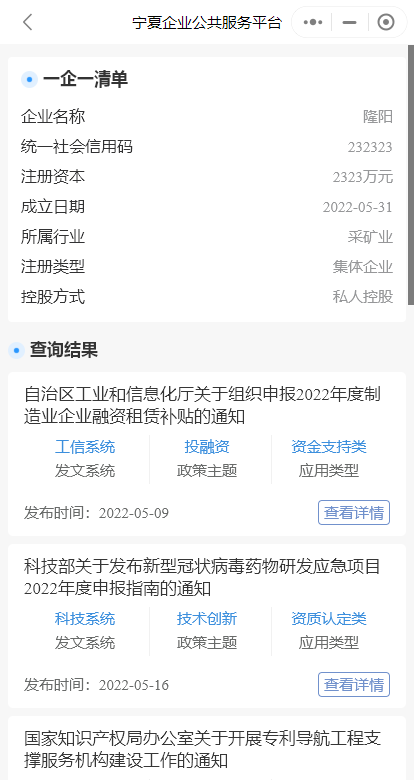 宁夏企业公共服务平台
一企一清单
企业名称 隆阳
统一社会信用码 232323
注册资本 2323万元
成立日期 2022-05-31
所属行业 采矿业
注册类型 集体企业
控股方式 私人控股
查询结果
自治区工业和信息化厅关于组织申报2022年度制
造业企业融资租赁补贴的通知
工信系统 投融资 资金支持类
发文系统 政策主题 应用类型
发布时间：2022-05-09 查看详情
科技部关于发布新型冠状病毒药物研发应急项目
2022年度申报指南的通知
科技系统 技术创新 资质认定类
发文系统 政策主题 应用类型
发布时间：2022-05-16 查看详情
国家知识产权局办公室关于开展专利导航工程支
撑服务机构建设工作的通知